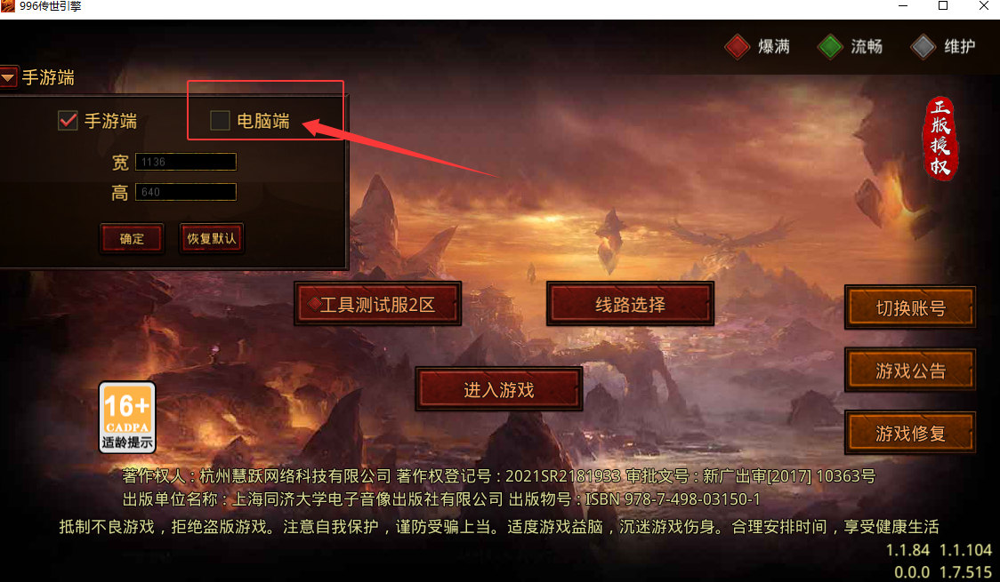 996传世引擎
爆满 流畅 维护
手游端
手游端 电脑端
宽 1136
高 640
确定 恢复默认
正版授权
工具测试服2区 线路选择 切换账号
游戏公告
进入游戏
游戏修复
16+
CADPA
适龄提示
著作权人：杭州慧跃网络科技有限公司 著作权登记号：2021SR2181933 审批文号：新广出审[2017] 10363号
出版单位名称：上海同济大学电子音像出版社有限公司 出版物号：ISBN 978-7-498-03150-1
抵制不良游戏，拒绝盗版游戏。注意自我保护，谨防受骗上当。适度游戏益脑，沉迷游戏伤身。合理安排时间，享受健康生活
1.1.84 1.1.104
0.0.0 1.7.515